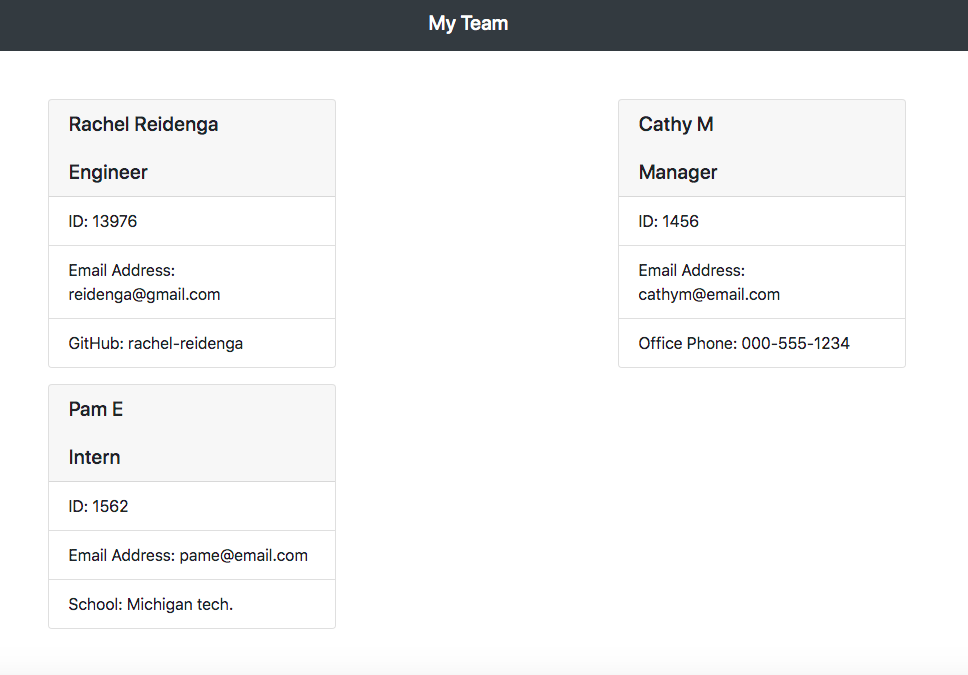 My Team
Rachel Reidenga
Engineer
ID: 13976
Email Address:
reidenga@gmail.com
GitHub: rachel-reidenga
Cathy M
Manager
ID: 1456
Email Address:
cathym@email.com
Office Phone: 000-555-1234
Pam E
Intern
ID: 1562
Email Address: pame@email.com
School: Michigan tech.